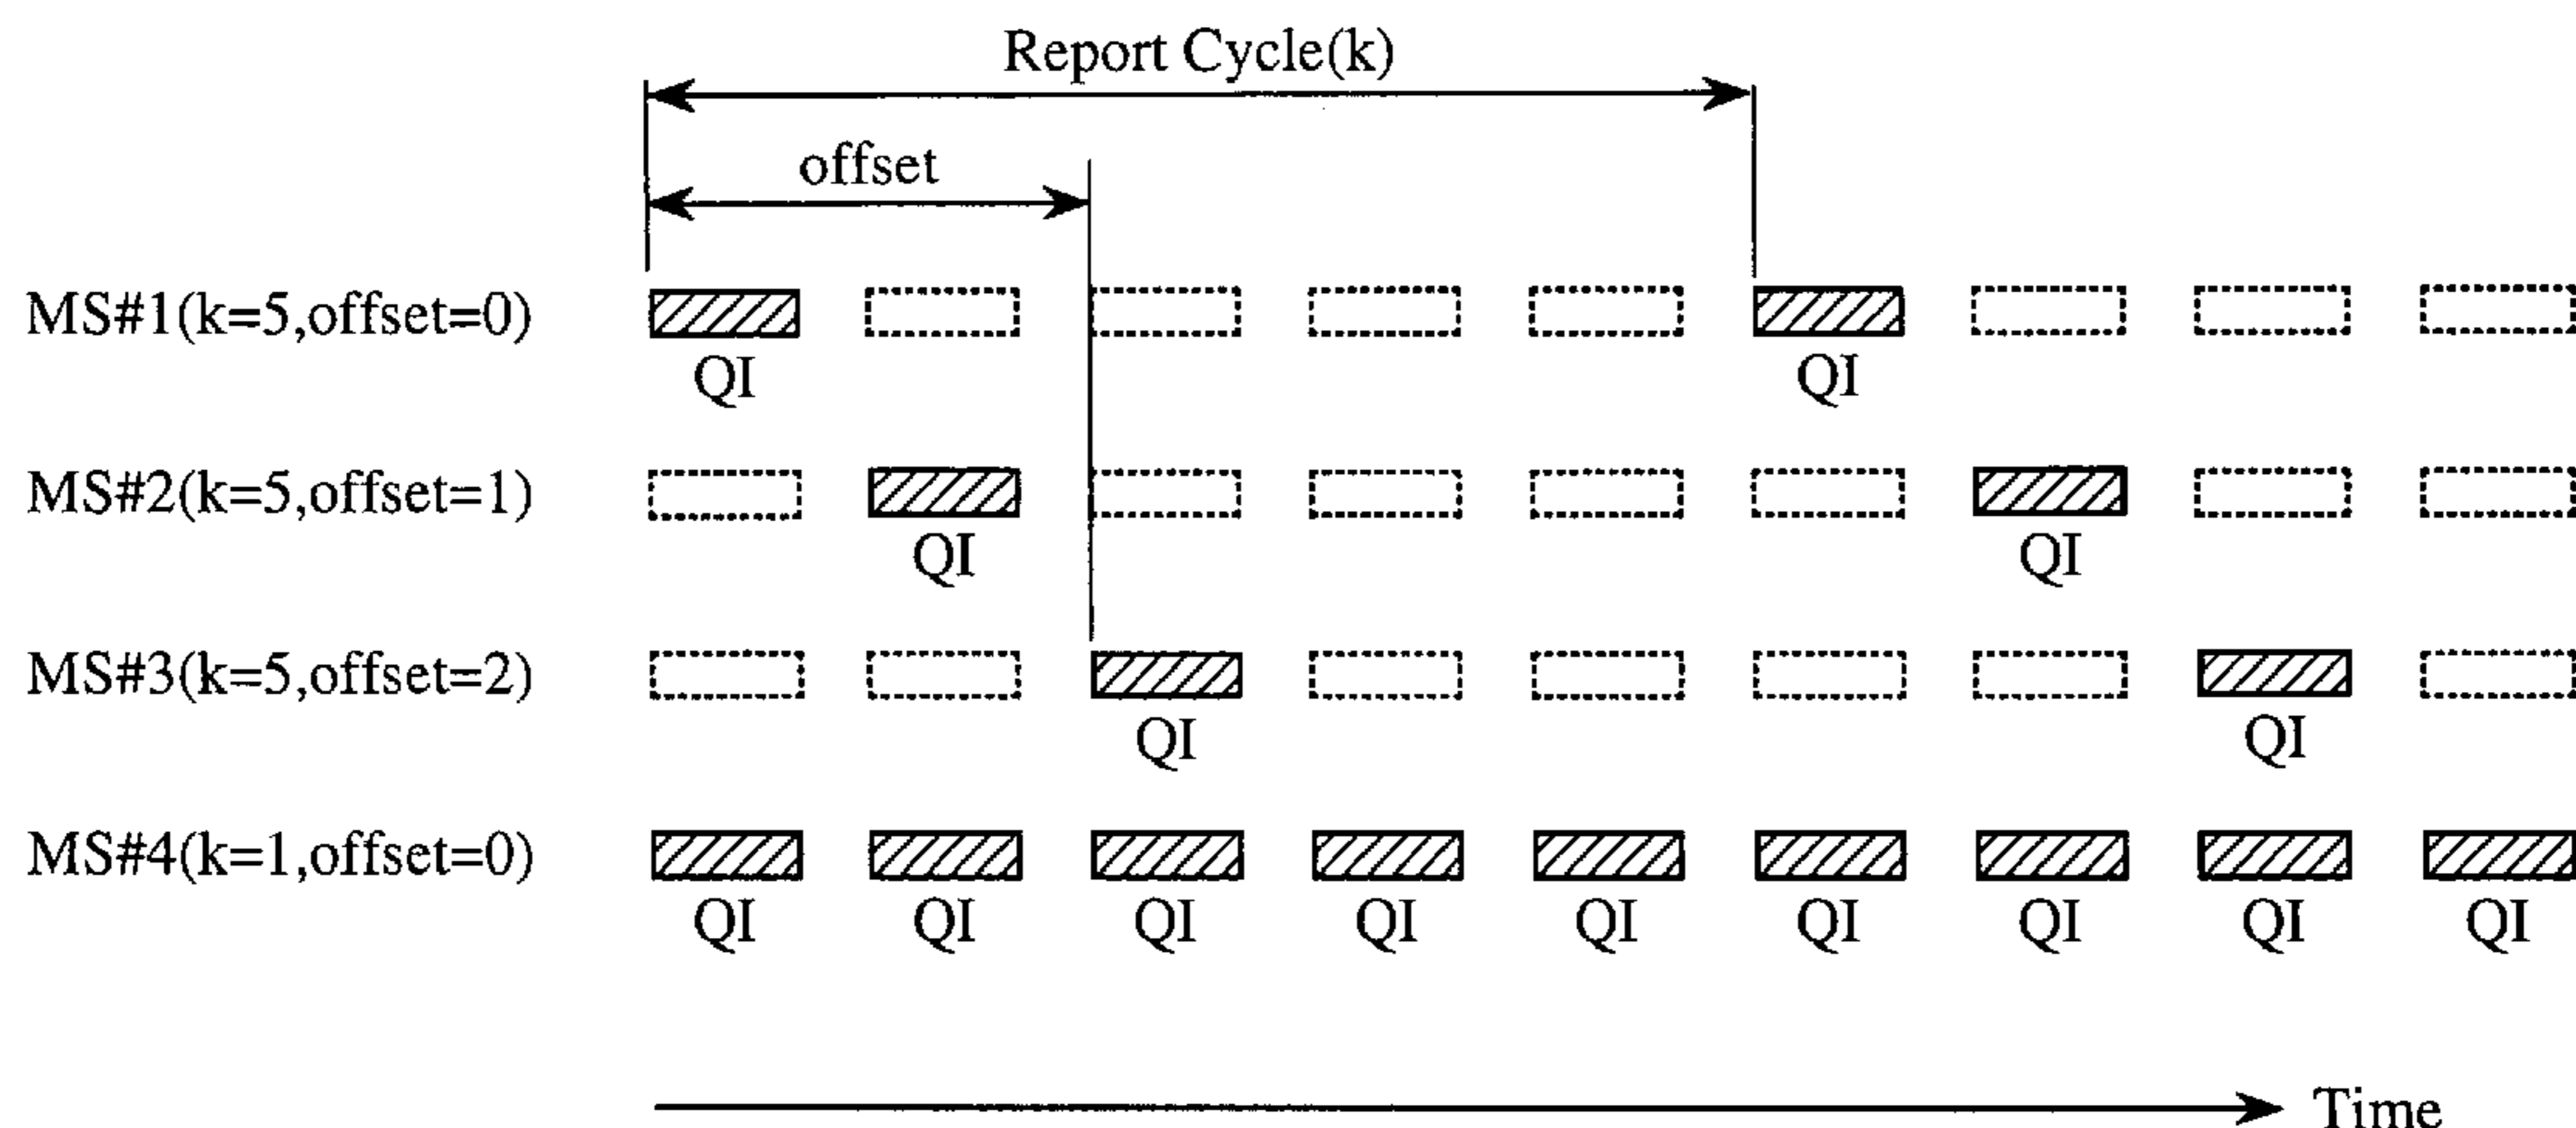 Report Cycle(k)
offset
MS#1(k=5,offset=0)
QI QI
MS#2(k=5,offset=1)
QI QI
MS#3(k=5,offset=2)
QI QI
MS#4(k=1,offset=0)
QI QI QI QI QI QI QI QI QI
Time